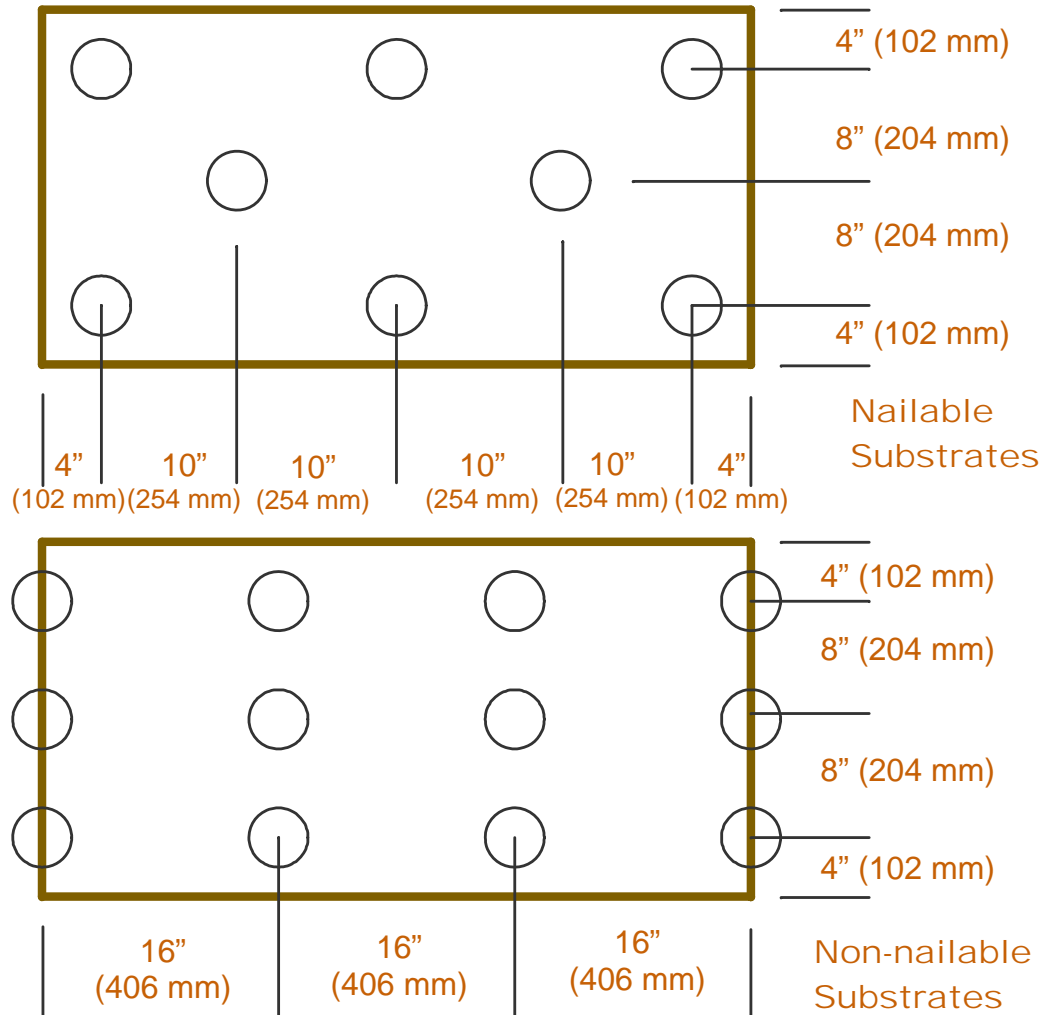 4” (102 mm)
8” (204 mm)
8” (204 mm)
4” (102 mm)
Nailable
Substrates
4” 10” 10” 10” 10” 4”
(102 mm) (254 mm) (254 mm) (254 mm) (254 mm) (102 mm)
4” (102 mm)
8” (204 mm)
8” (204 mm)
4” (102 mm)
16” 16” 16”
(406 mm) (406 mm) (406 mm)
Non-nailable
Substrates